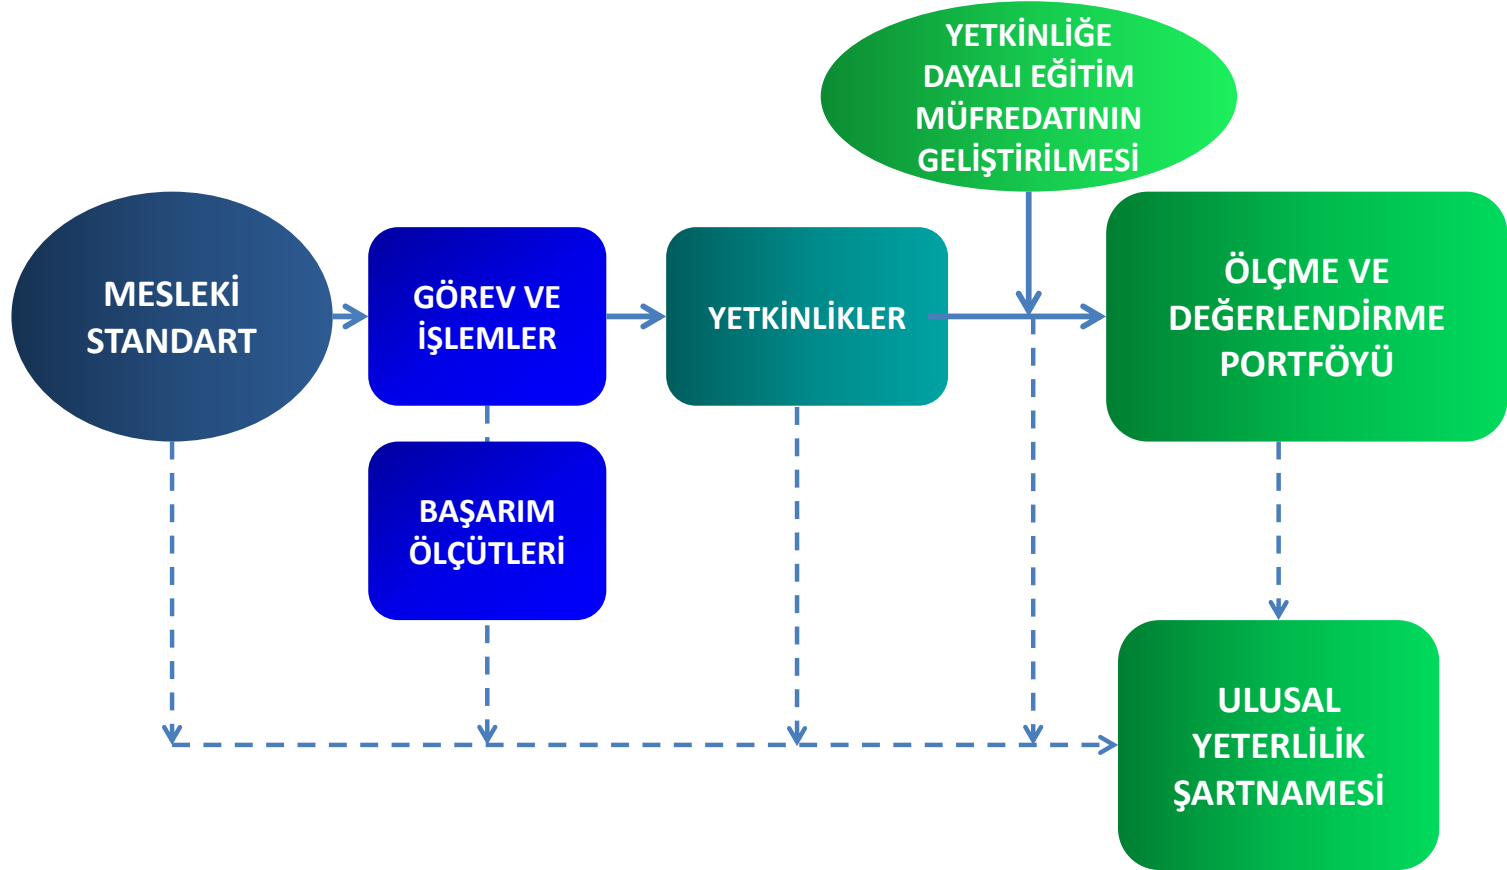 YETKİNLİĞE
DAYALI EĞİTİM
MÜFREDATININ
GELİŞTİRİLMESİ
MESLEKİ
STANDART
GÖREV VE
İŞLEMLER
YETKİNLİKLER
ÖLÇME VE
DEĞERLENDİRME
PORTFÖYÜ
BAŞARIM
ÖLÇÜTLERİ
ULUSAL
YETERLİLİK
ŞARTNAMESİ